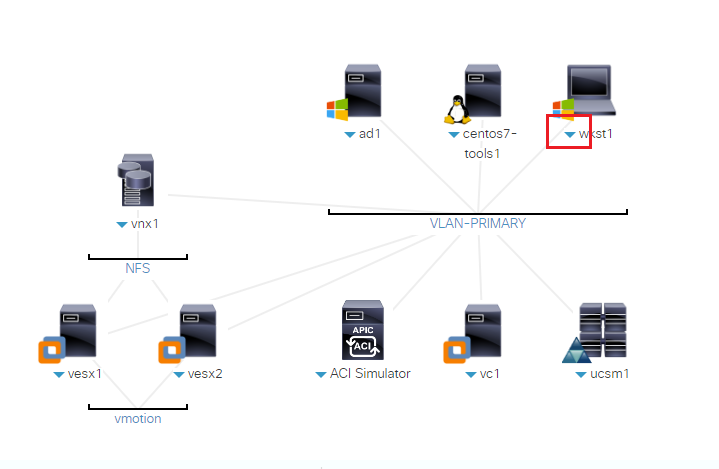 ad1
centos7-
tools1
wkst1
vnx1
VLAN-PRIMARY
NFS
APIC
ACI
vesx1
vesx2
ACI Simulator
vc1
ucsm1
vmotion